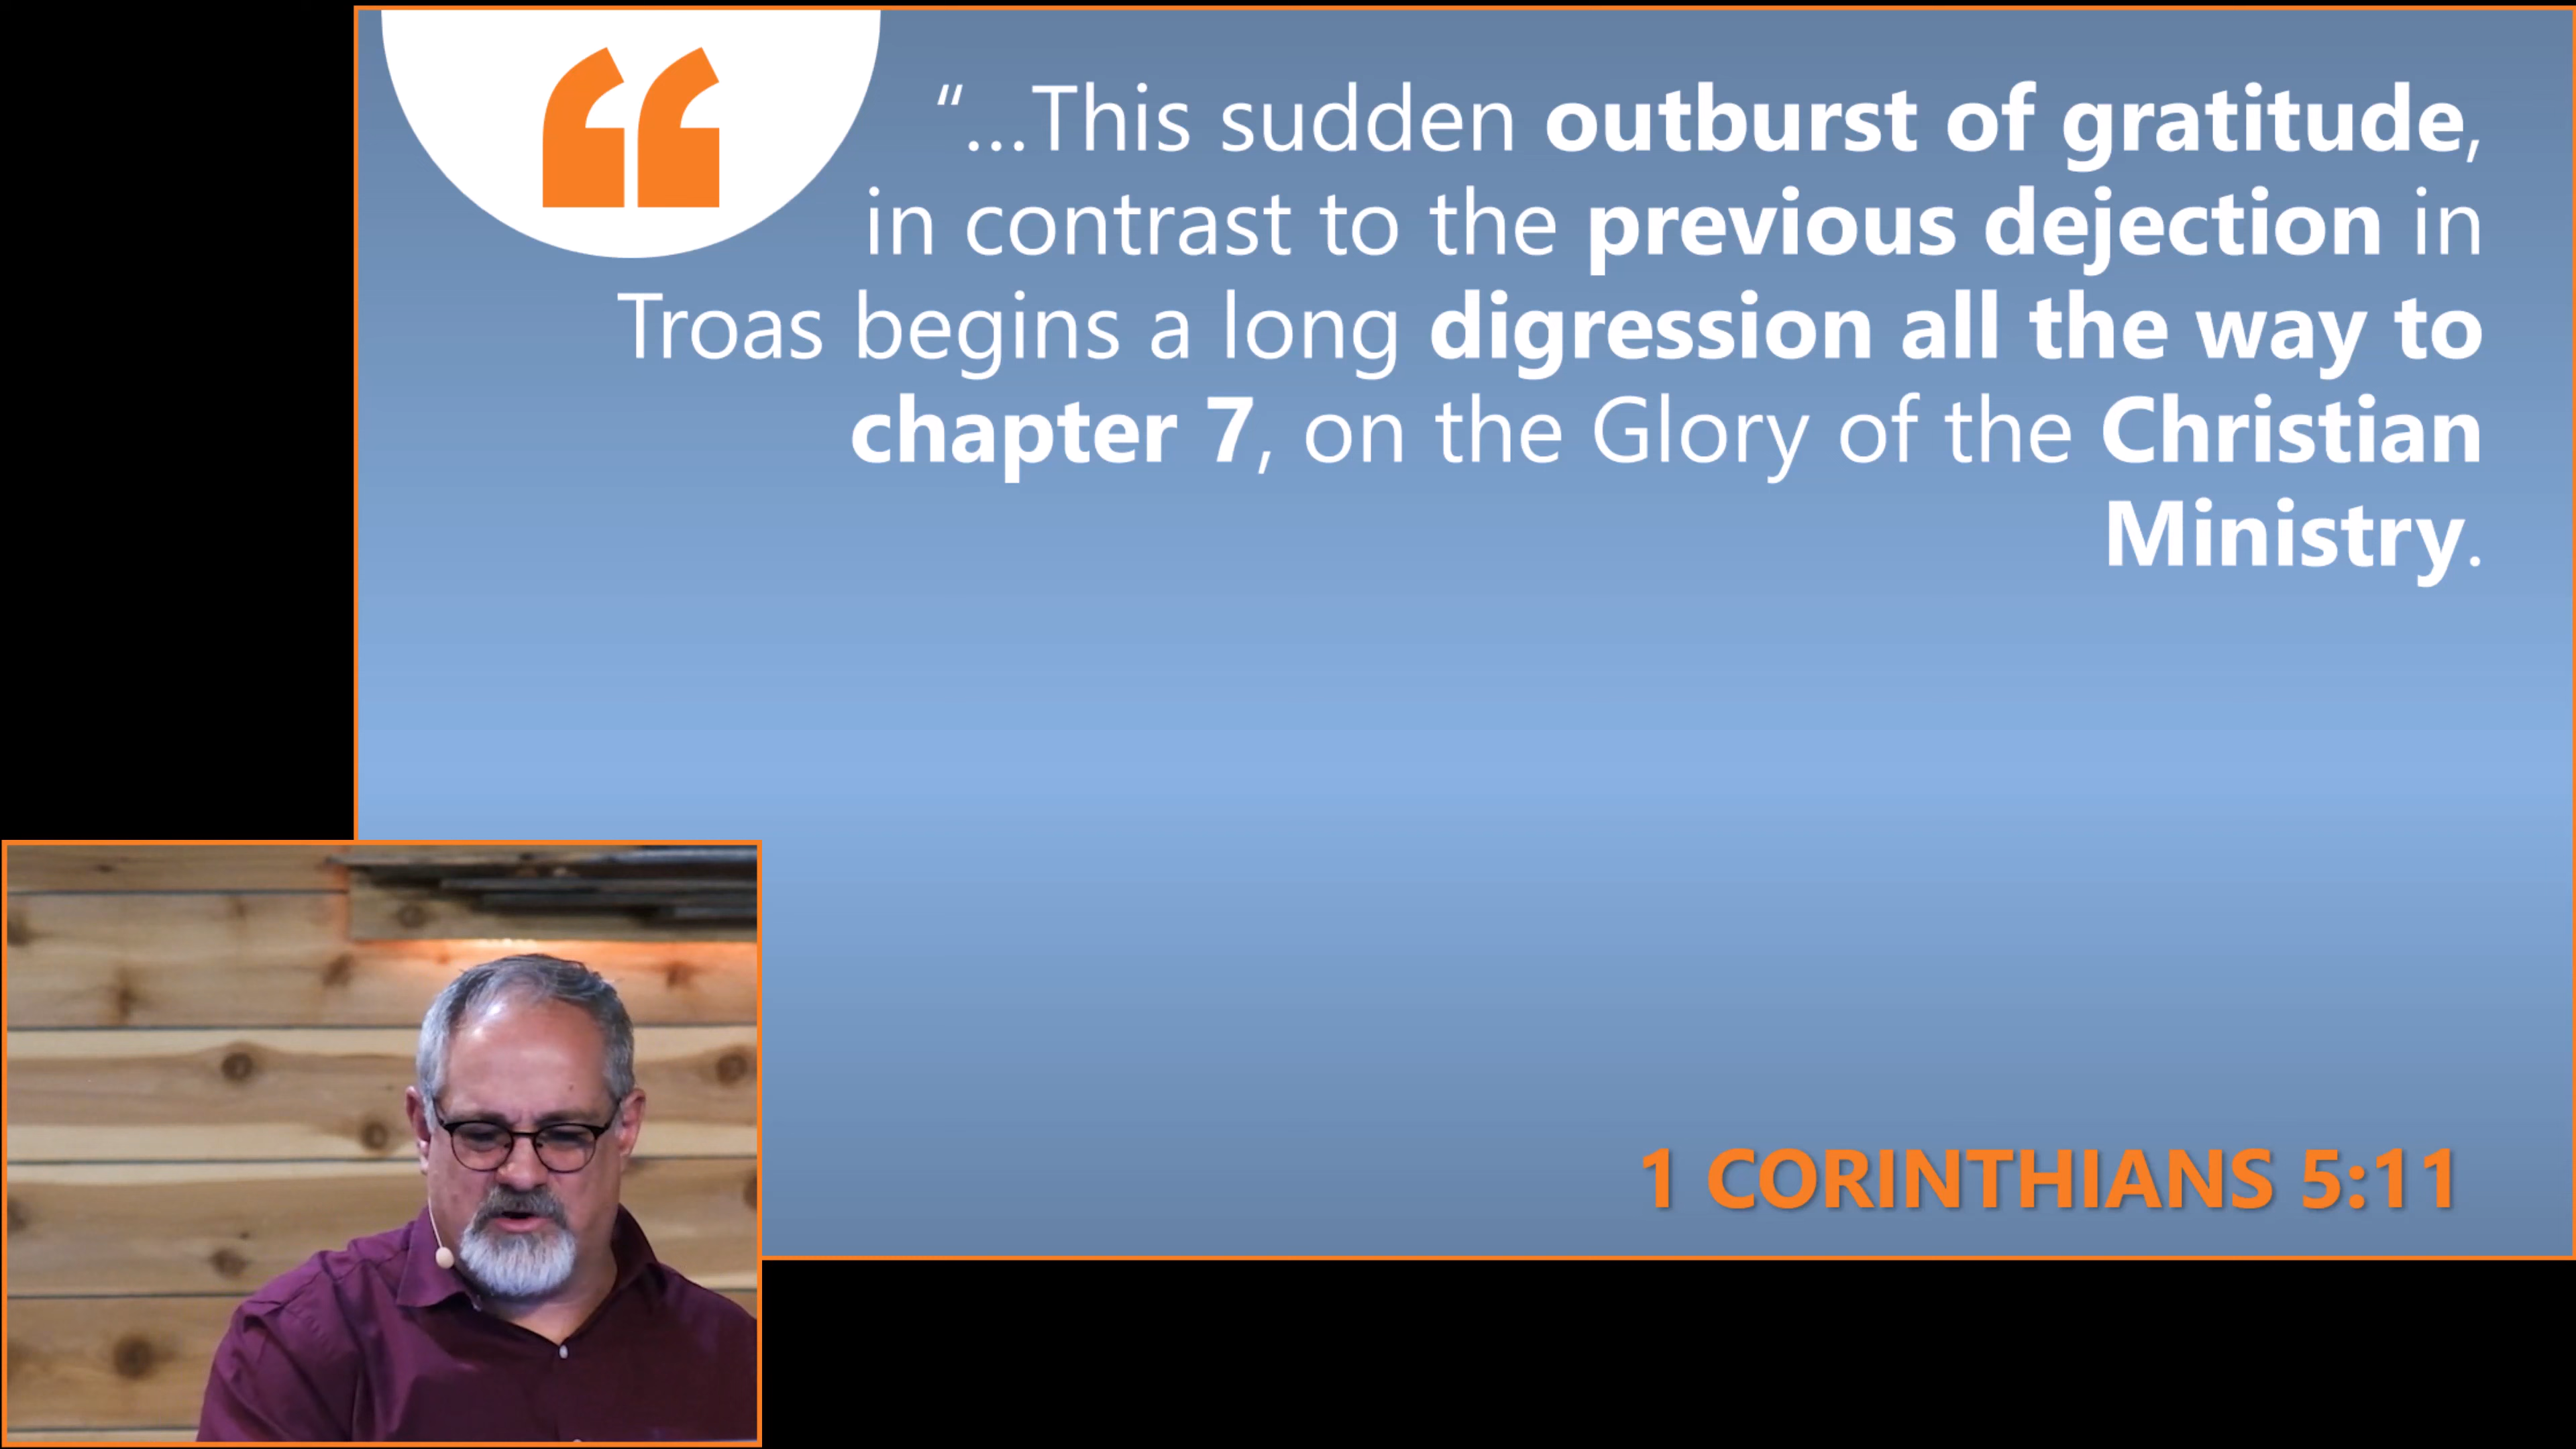 “...This sudden outburst of gratitude,
in contrast to the previous dejection in
Troas begins a long digression all the way to
chapter 7, on the Glory of the Christian
Ministry.
1 CORINTHIANS 5:11